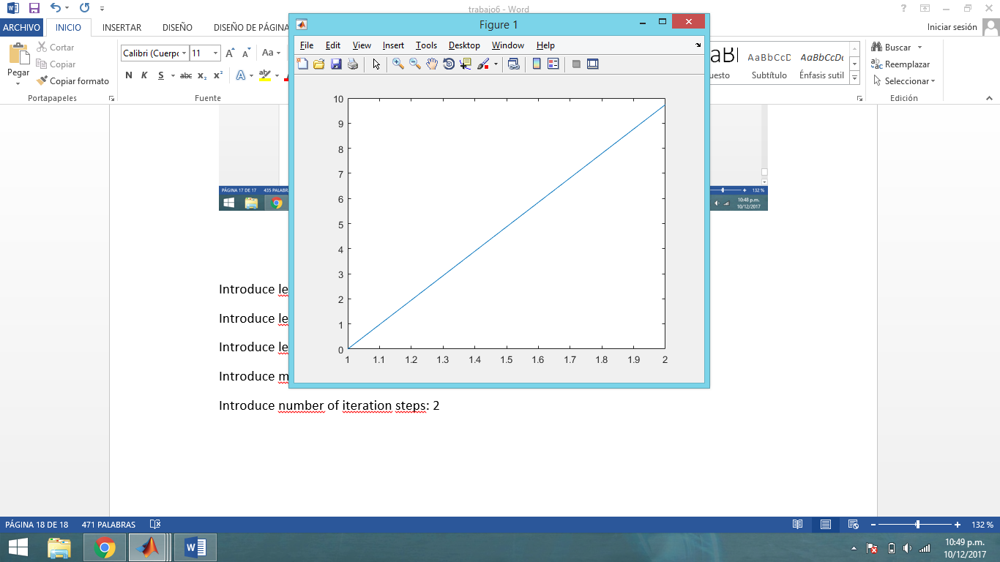 trabajo6 - Word
ARCHIVO INICIO INSERTAR DISEÑO DISEÑO DE PÁGINA Iniciar sesión
Pegar
Cortar
Copiar
Copiar formato
Portapapeles
Calibri (Cuerpo 11
Aa
N K S abc x₂ x²
Fuente
AaBbCcD AaBbCcDc
Subtítulo Énfasis sutil
Buscar
Reemplazar
Seleccionar
Edición
Figure 1
File Edit View Insert Tools Desktop Window Help
10
9
8
7
6
5
4
3
2
1
0
1 1.1 1.2 1.3 1.4 1.5 1.6 1.7 1.8 1.9 2
PÁGINA 17 DE 17 435 PALABRA 132 %
10:48 p.m.
10/12/2017
Introduce le
Introduce le
Introduce le
Introduce m
Introduce number of iteration steps: 2
PÁGINA 18 DE 18 471 PALABRAS 132 %
10:49 p.m.
10/12/2017